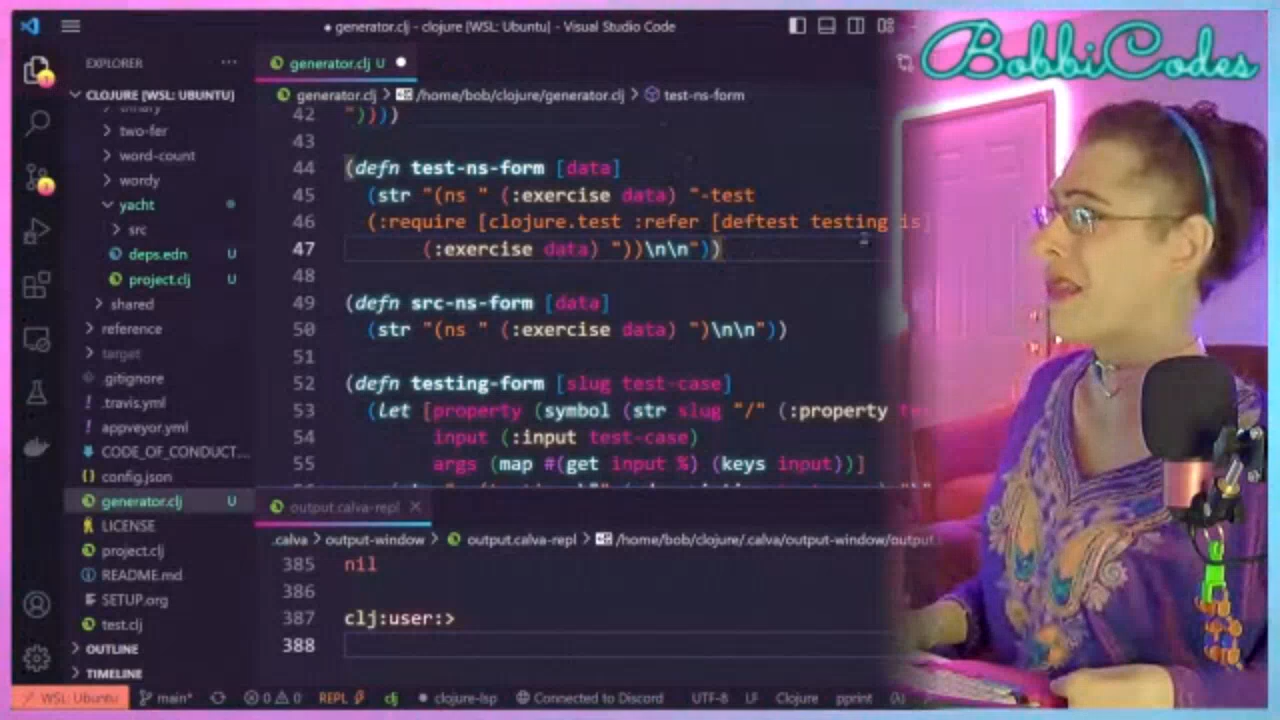 generator.clj - clojure [WSL: Ubuntu] - Visual Studio Code
BobbiCodes
EXPLORER
generator.clj U
CLOJURE [WSL: UBUNTU]
generator.clj > /home/bob/clojure/generator.clj > test-ns-form
two-fer
word-count
wordy
yacht
src
deps.edn U
project.clj U
shared
reference
target
.gitignore
.travis.yml
appveyor.yml
CODE_OF_CONDUCT...
config.json
generator.clj U
LICENSE
project.clj
README.md
SETUP.org
test.clj
OUTLINE
TIMELINE
42 "))))
43
44 (defn test-ns-form [data]
45 (str "(ns " (:exercise data) "-test
46 (:require [clojure.test :refer [deftest testing is]
47 (:exercise data) "))\n\n"))
48
49 (defn src-ns-form [data]
50 (str "(ns " (:exercise data) ")\n\n"))
51
52 (defn testing-form [slug test-case]
53 (let [property (symbol (str slug "/" (:property
54 input (:input test-case)
55 args (map #(get input %) (keys input))]
output.calva-repl
.calva > output-window > output.calva-repl > /home/bob/clojure/.calva/output-window/output.
385 nil
386
387 clj:user:>
388
WSL: Ubuntu main* 0 0 REPL clj clojure-lsp Connected to Discord UTF-8 LF Clojure pprint